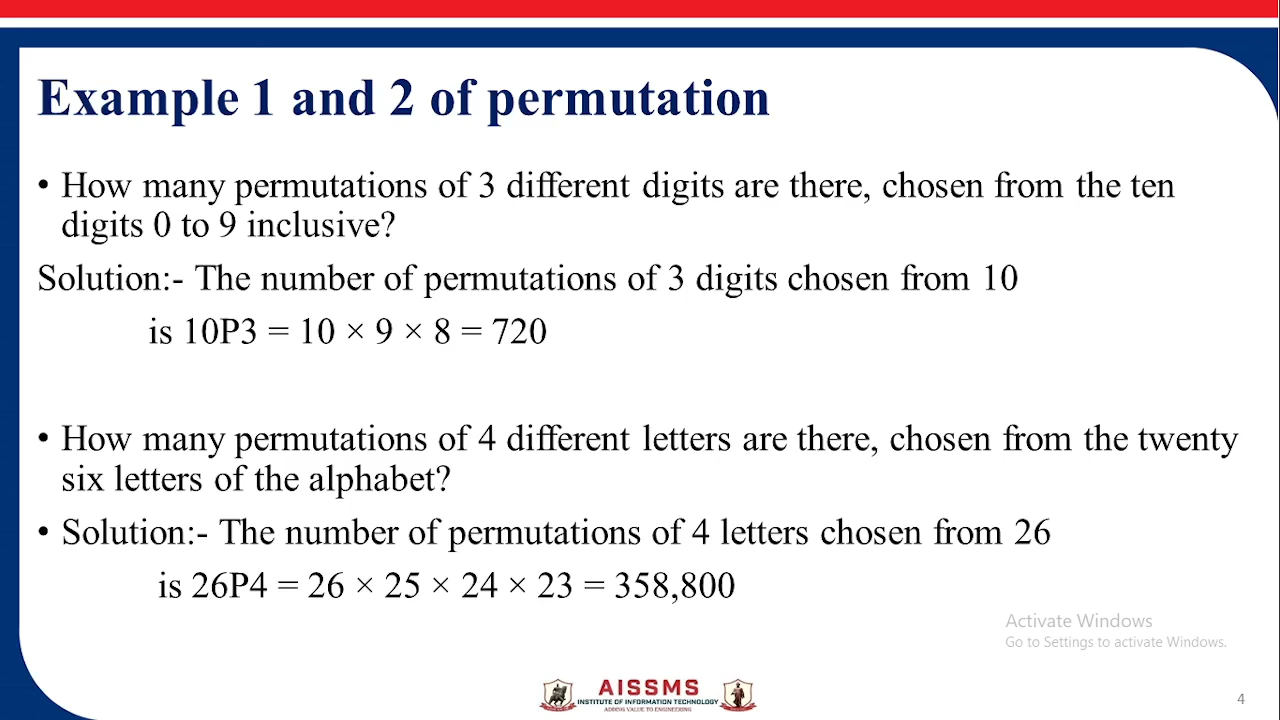 Example 1 and 2 of permutation
• How many permutations of 3 different digits are there, chosen from the ten
digits 0 to 9 inclusive?
Solution:- The number of permutations of 3 digits chosen from 10
is 10P3 = 10 × 9 × 8 = 720
• How many permutations of 4 different letters are there, chosen from the twenty
six letters of the alphabet?
• Solution:- The number of permutations of 4 letters chosen from 26
is 26P4 = 26 × 25 × 24 × 23 = 358,800
Activate Windows
Go to Settings to activate Windows.
AISSMS
INSTITUTE OF INFORMATION TECHNOLOGY
ADDING VALUE TO ENGINEERING
4